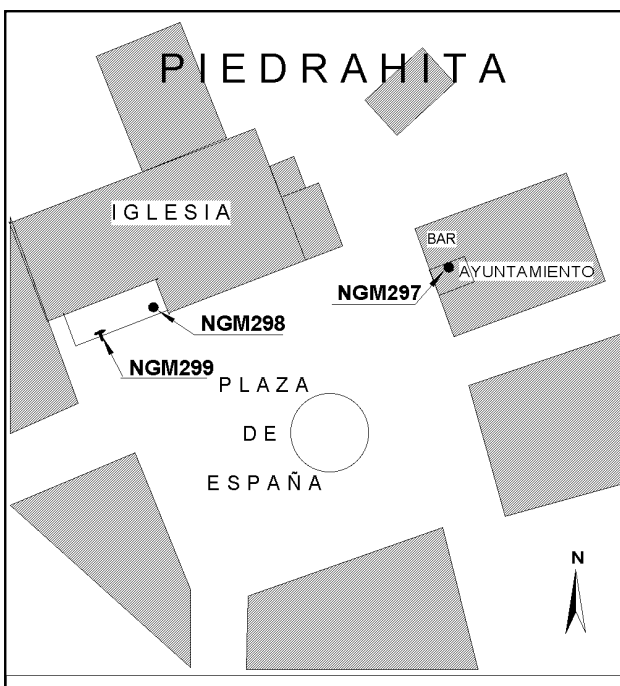 PIEDRAHITA
IGLESIA
BAR
AYUNTAMIENTO
NGM297
NGM298
NGM299
PLAZA
DE
ESPAÑA
N